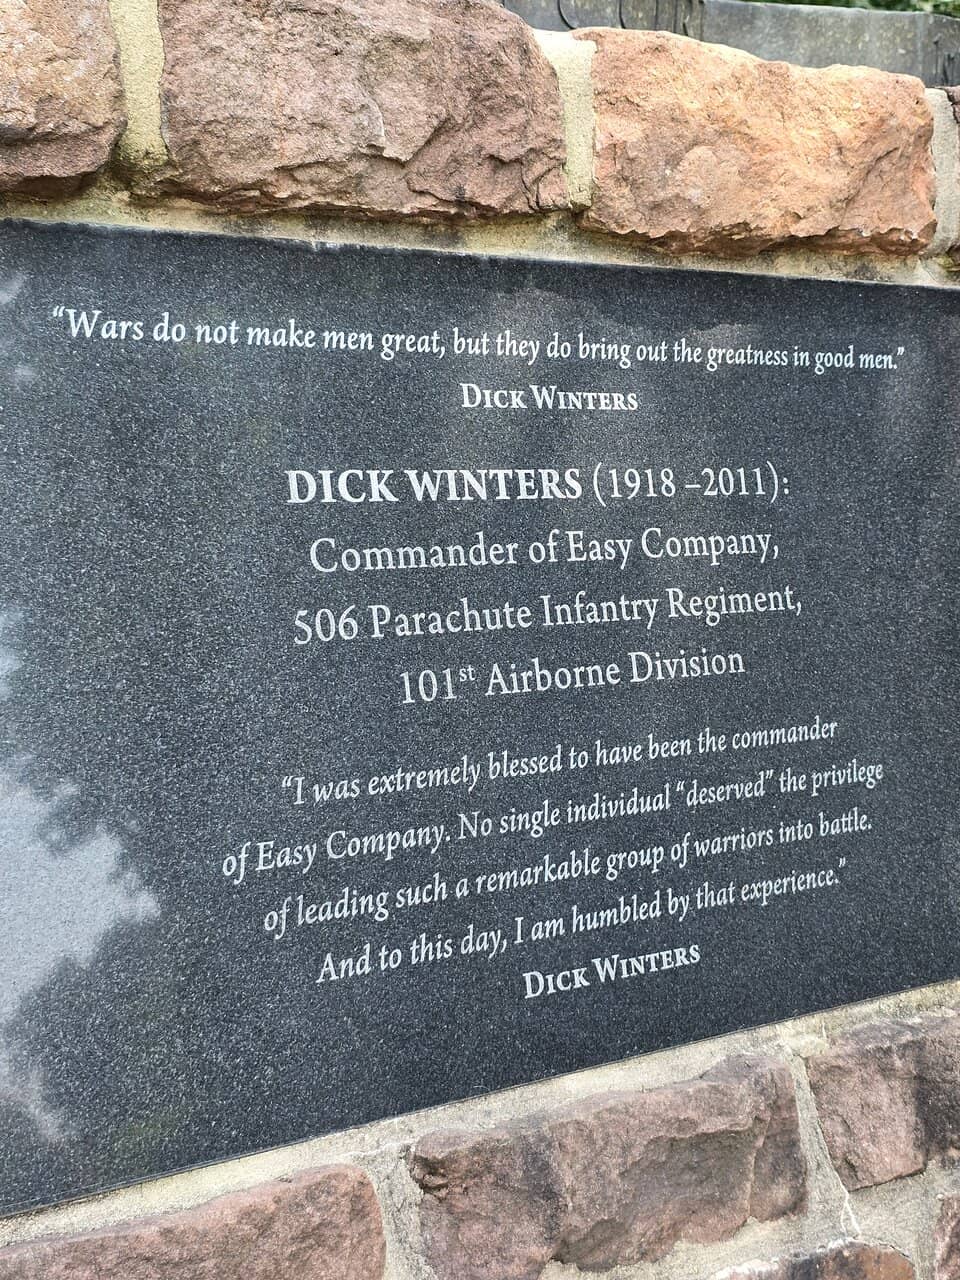 “Wars do not make men great, but they do bring out the greatness in good men.”
Dick Winters
DICK WINTERS (1918 –2011):
Commander of Easy Company,
506 Parachute Infantry Regiment,
101st Airborne Division
“I was extremely blessed to have been the commander
of Easy Company. No single individual “deserved” the privilege
of leading such a remarkable group of warriors into battle.
And to this day, I am humbled by that experience.”
Dick Winters